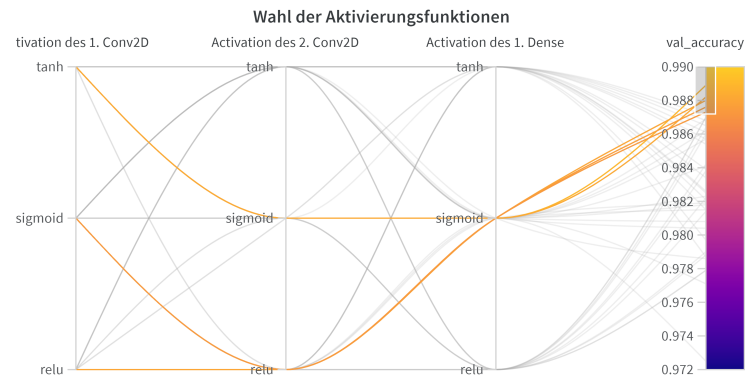 Wahl der Aktivierungsfunktionen
tivation des 1. Conv2D Activation des 2. Conv2D Activation des 1. Dense val_accuracy
tanh tanh tanh 0.990
0.988
0.986
0.984
sigmoid sigmoid sigmoid 0.982
0.980
0.978
0.976
0.974
relu relu relu 0.972